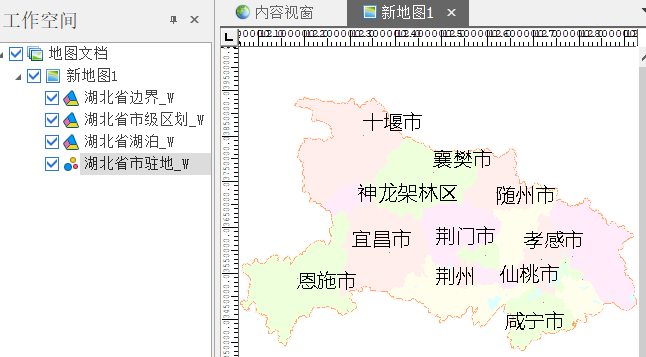 工作空间
地图文档
新地图1
湖北省边界_W
湖北省市级区划_W
湖北省湖泊_W
湖北省市驻地_W
内容视窗
新地图1
L
十堰市
襄樊市
神龙架林区
随州市
宜昌市
荆门市
孝感市
恩施市
荆州
仙桃市
咸宁市